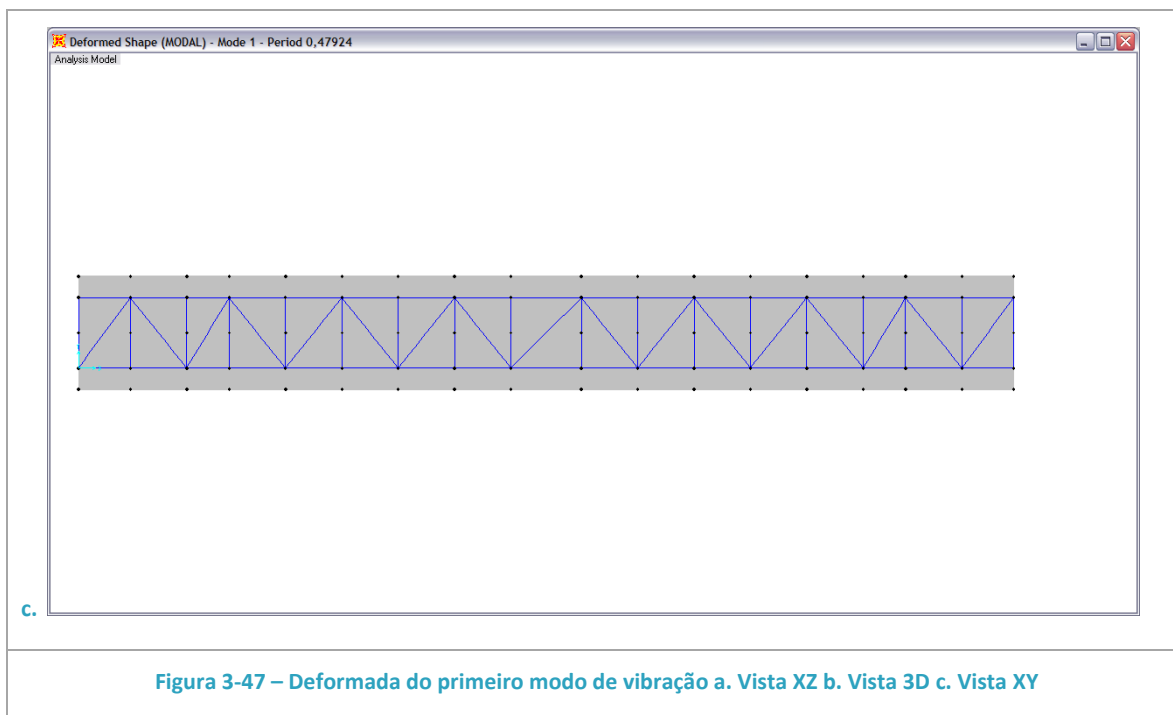 Deformed Shape (MODAL) - Mode 1 - Period 0,47924
Analysis Model
c.
Figura 3-47 – Deformada do primeiro modo de vibração a. Vista XZ b. Vista 3D c. Vista XY